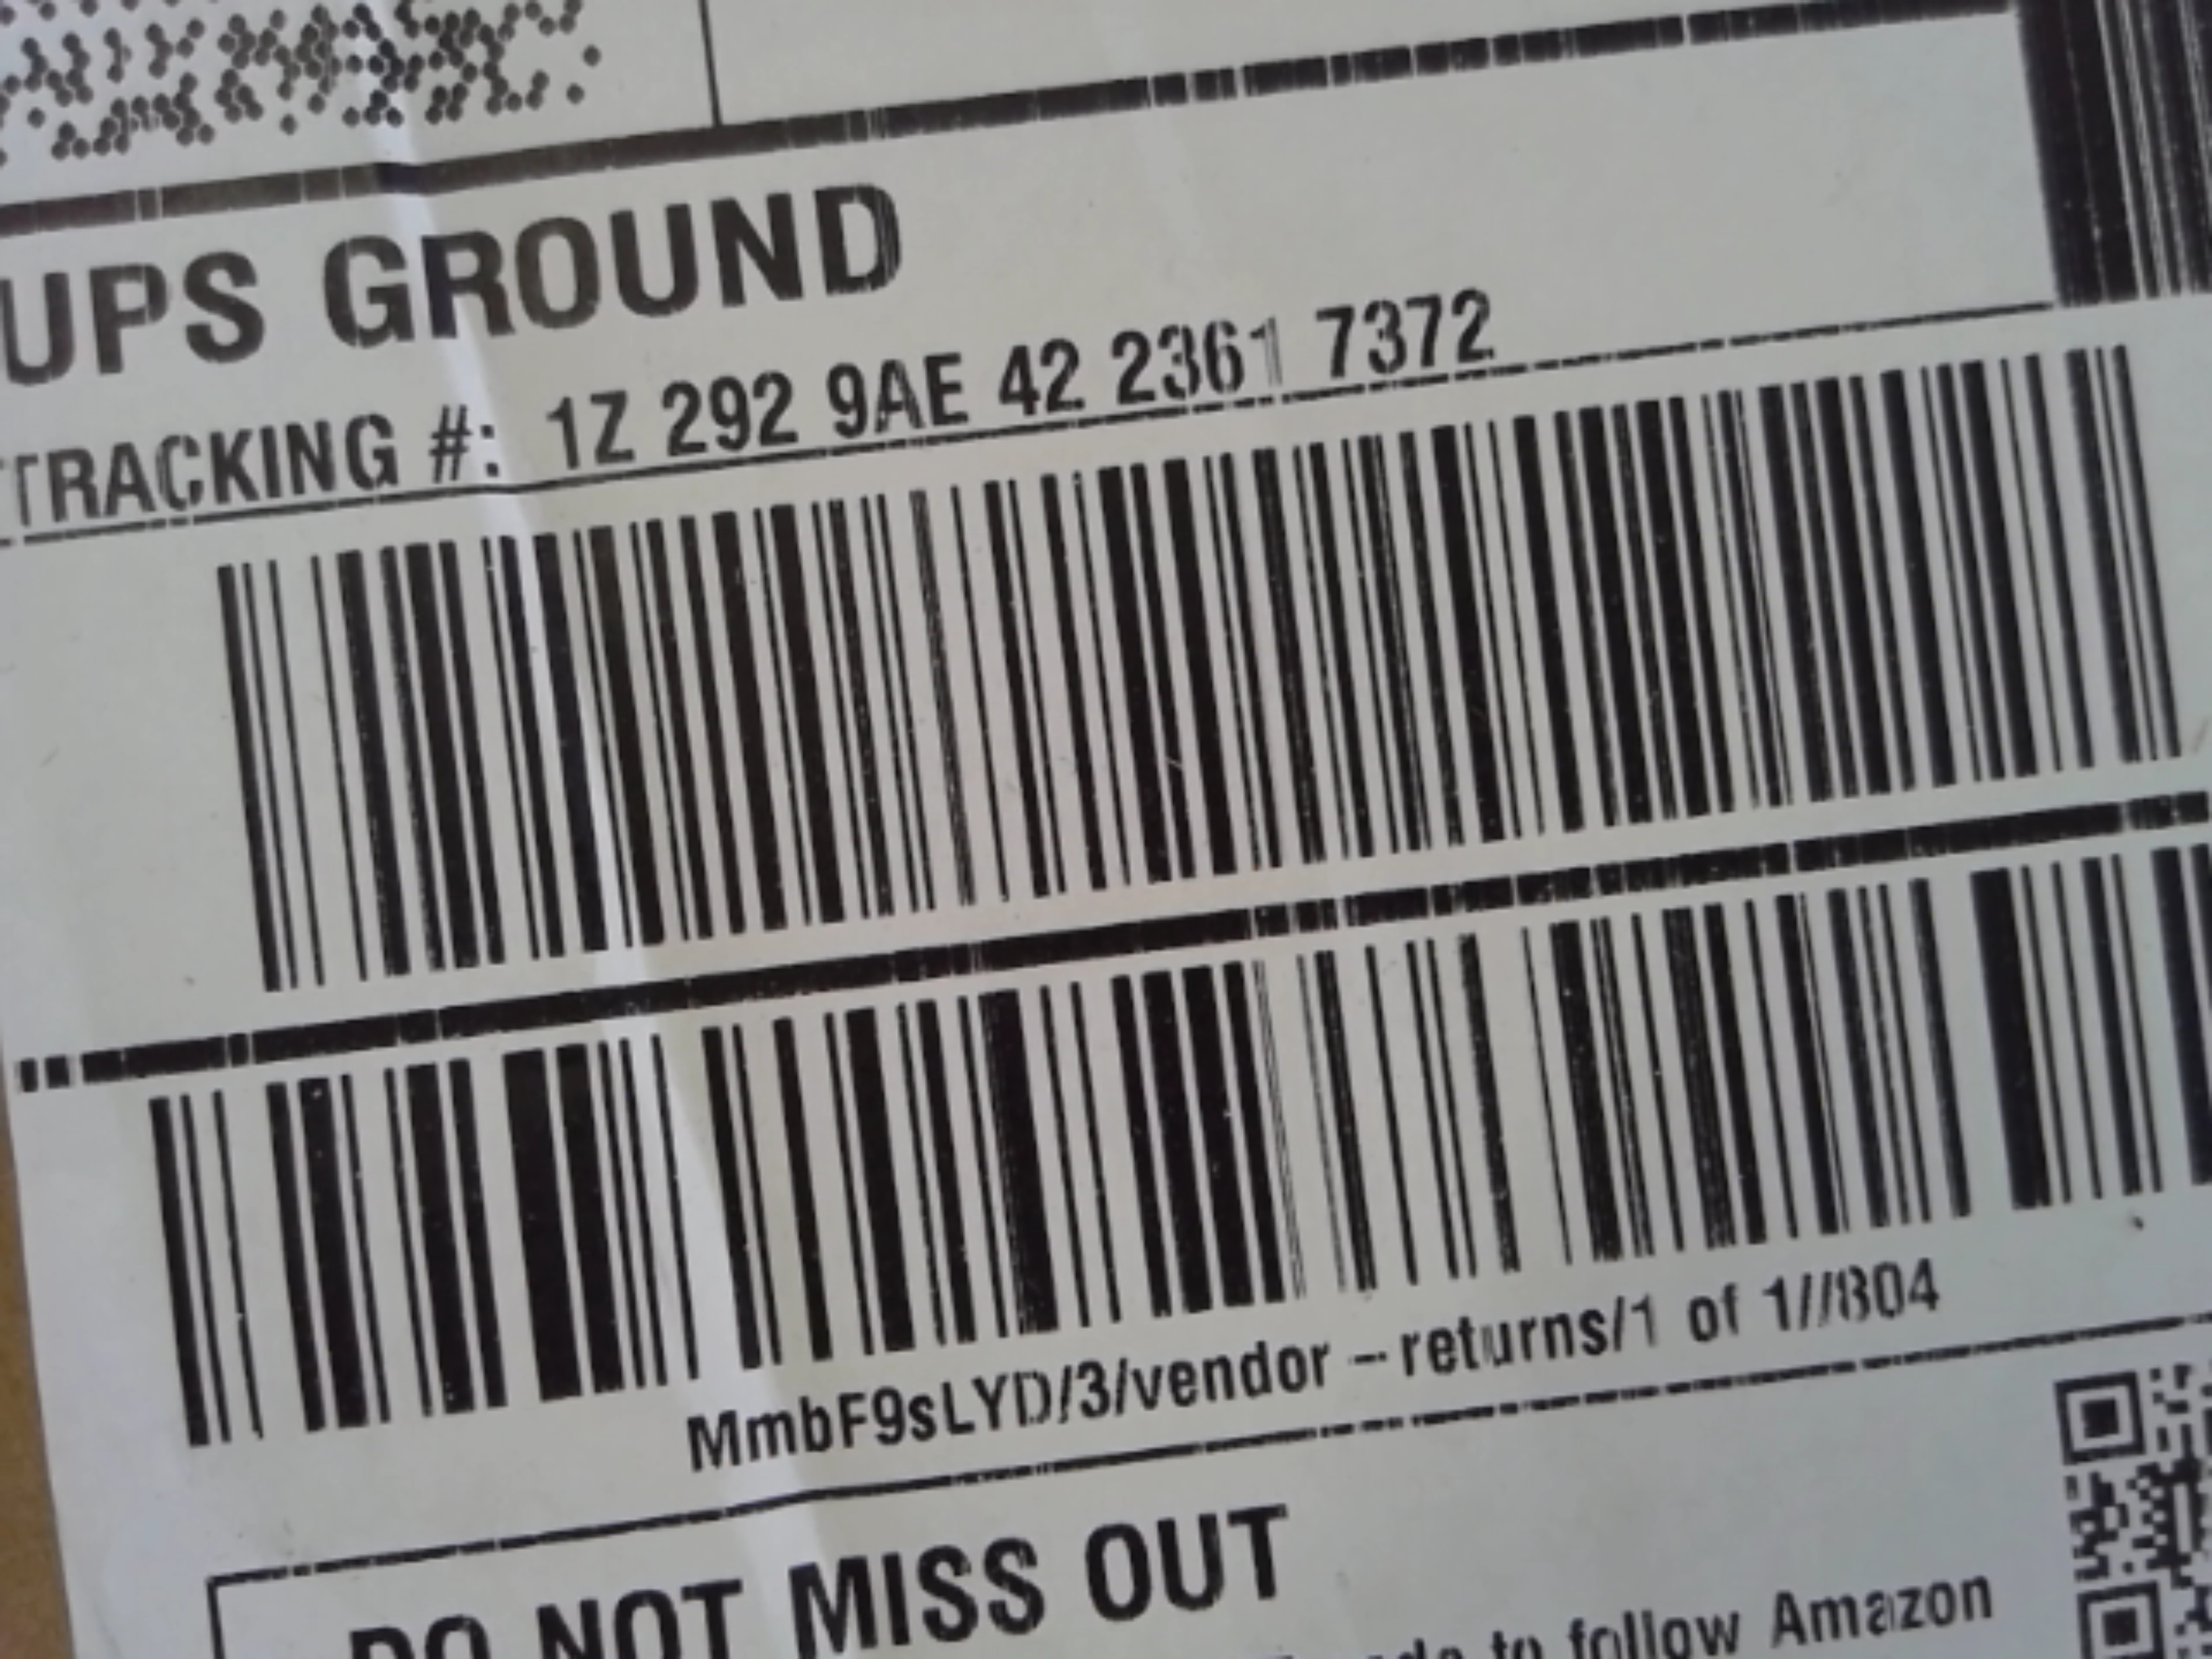 UPS GROUND
TRACKING #: 1Z 292 9AE 42 2361 7372
MmbF9sLYD/3/vendor-returns/1 of 1//804
DO NOT MISS OUT
to follow Amazon